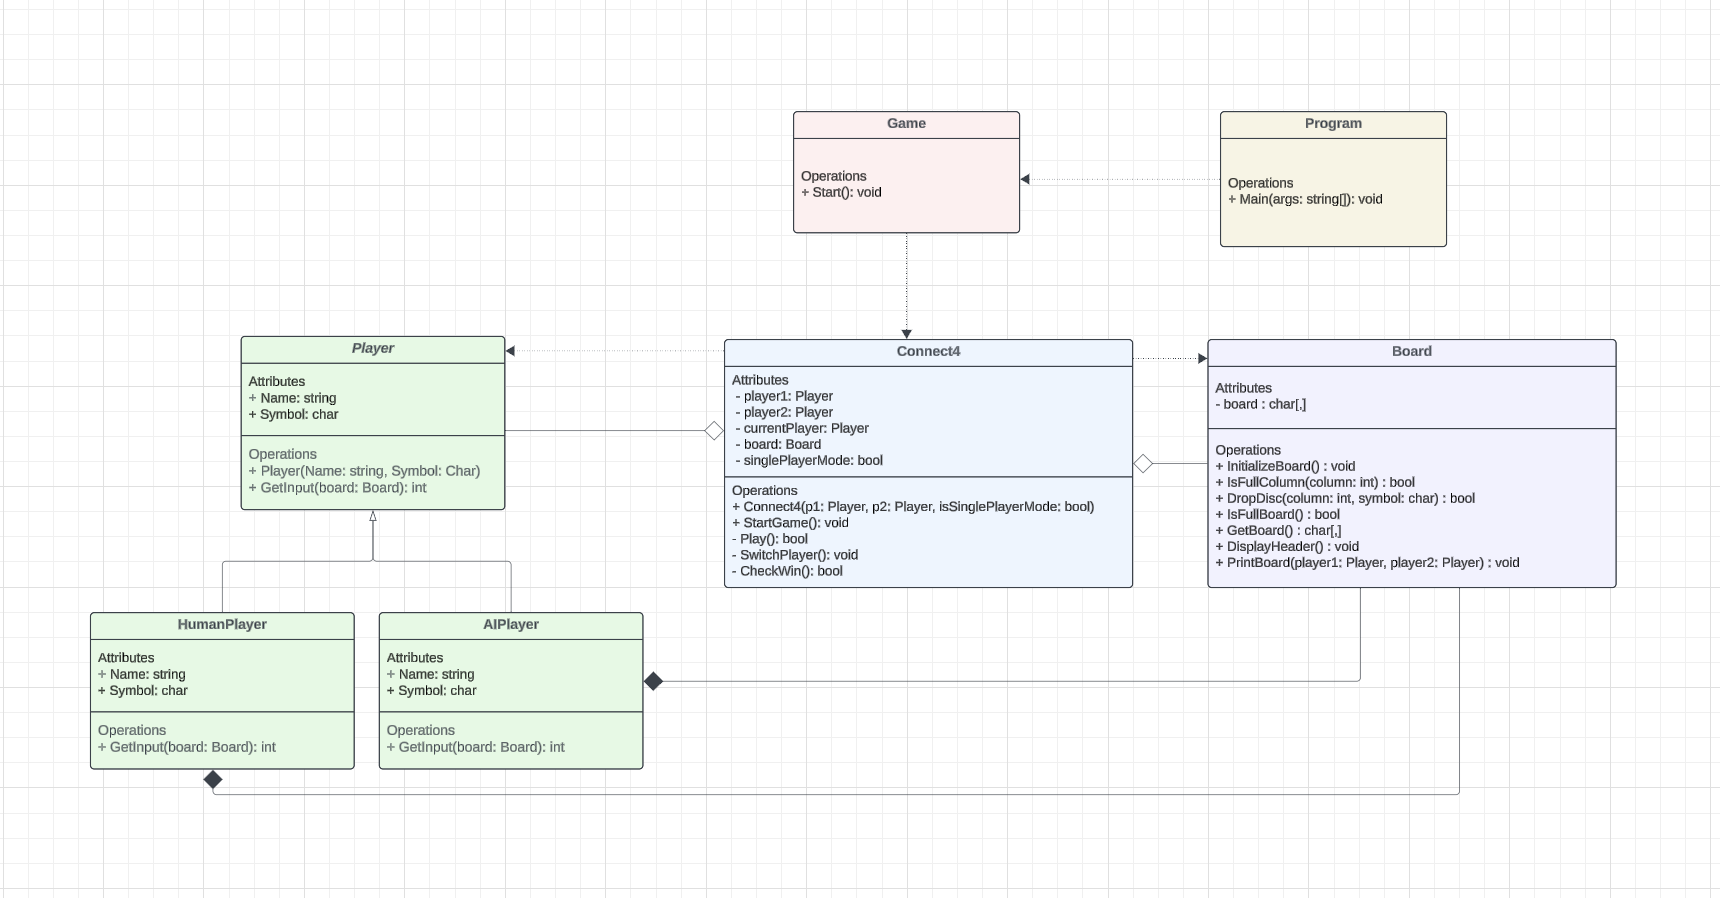 Game
Operations
+ Start(): void
Program
Operations
+ Main(args: string[]): void
Player
Attributes
+ Name: string
+ Symbol: char
Operations
+ Player(Name: string, Symbol: Char)
+ GetInput(board: Board): int
Connect4
Attributes
- player1: Player
- player2: Player
- currentPlayer: Player
- board: Board
- singlePlayerMode: bool
Operations
+ Connect4(p1: Player, p2: Player, isSinglePlayerMode: bool)
+ StartGame(): void
- Play(): bool
- SwitchPlayer(): void
- CheckWin(): bool
Board
Attributes
- board : char[,]
Operations
+ InitializeBoard() : void
+ IsFullColumn(column: int) : bool
+ DropDisc(column: int, symbol: char) : bool
+ IsFullBoard() : bool
+ GetBoard() : char[,]
+ DisplayHeader() : void
+ PrintBoard(player1: Player, player2: Player) : void
HumanPlayer
Attributes
+ Name: string
+ Symbol: char
Operations
+ GetInput(board: Board): int
AIPlayer
Attributes
+ Name: string
+ Symbol: char
Operations
+ GetInput(board: Board): int